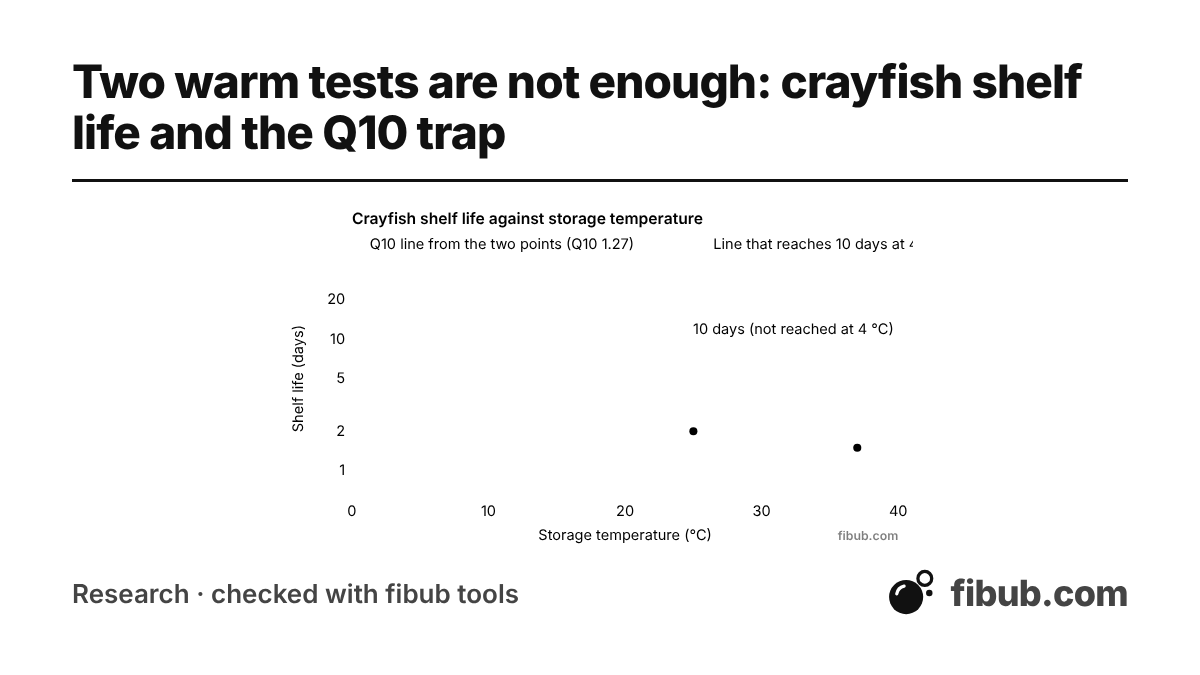 Two warm tests are not enough: crayfish shelf
life and the Q10 trap
Crayfish shelf life against storage temperature
Q10 line from the two points (Q10 1.27)
Line that reaches 10 days at
20
10 days (not reached at 4 °C)
10
5
2
1
Shelf life (days)
0 10 20 30 40
Storage temperature (°C)
fibub.com
Research · checked with fibub tools
fibub.com